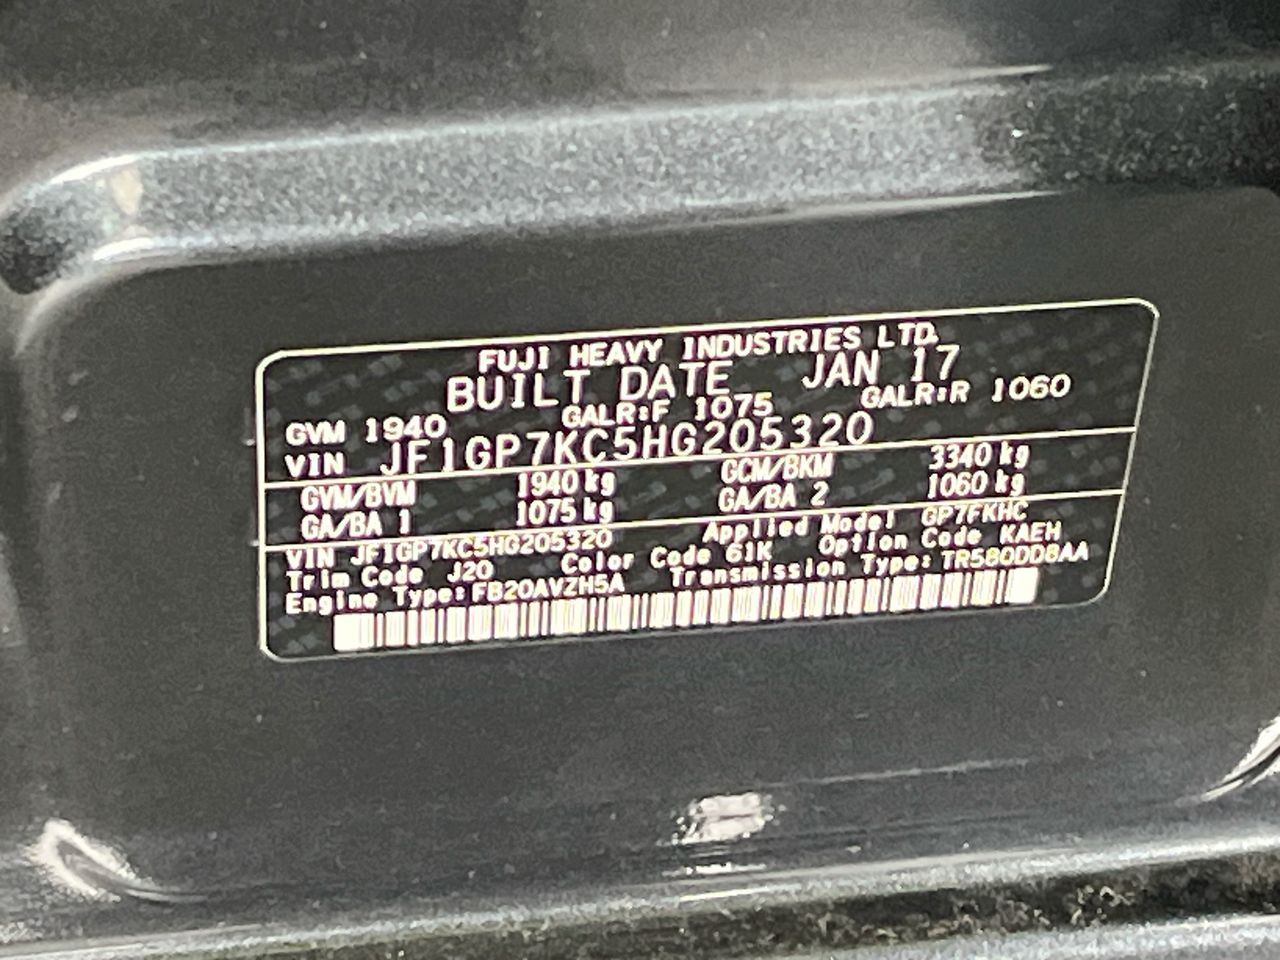 FUJI HEAVY INDUSTRIES LTD.
BUILT DATE JAN 17
GVM 1940 GALR:F 1075 GALR:R 1060
VIN JF1GP7KC5HG205320
GVM/BVM 1940 kg GCM/BKM 3340 kg
GA/BA 1 1075 kg GA/BA 2 1060 kg
VIN JF1GP7KC5HG205320 Applied Model GP7FKHC
Trim Code J20 Color Code 61K Option Code KAEH
Engine Type: FB20AVZH5A Transmission Type: TR580DD8AA